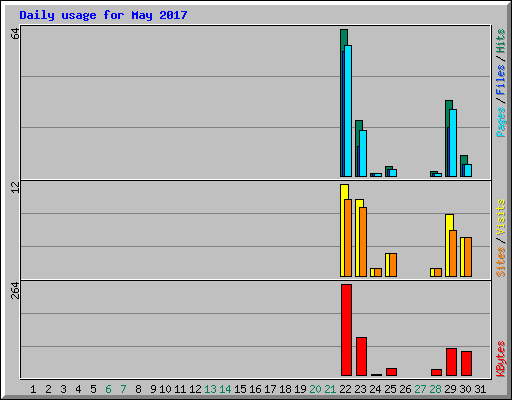 Daily usage for May 2017
64
12
264
Pages / Files / Hits
Sites / Visits
KBytes
1 2 3 4 5 6 7 8 9 10 11 12 13 14 15 16 17 18 19 20 21 22 23 24 25 26 27 28 29 30 31